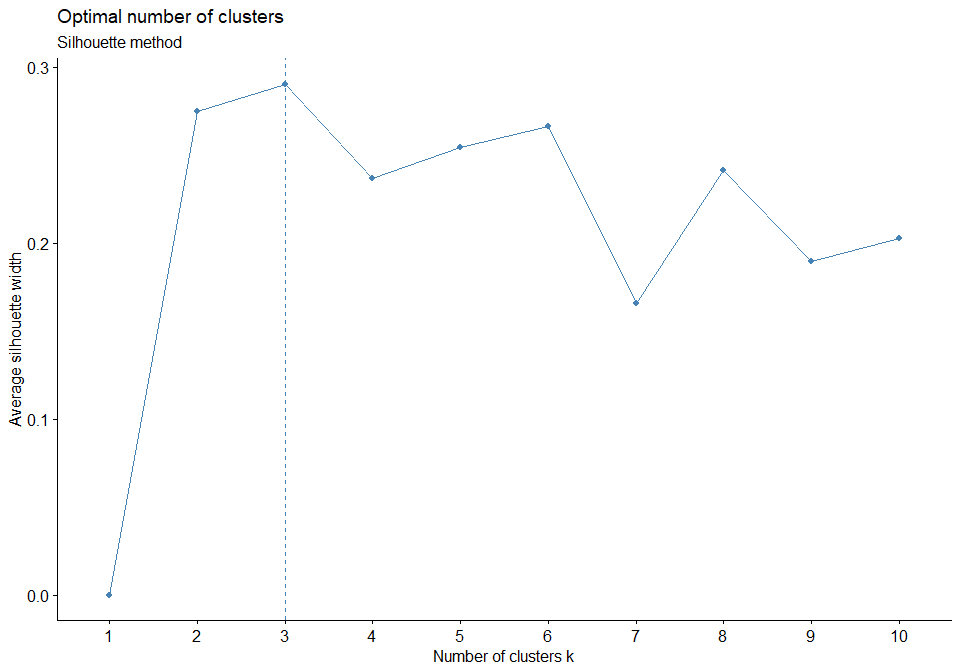 Optimal number of clusters
Silhouette method
0.3
0.2
0.1
0.0
Average silhouette width
1 2 3 4 5 6 7 8 9 10
Number of clusters k